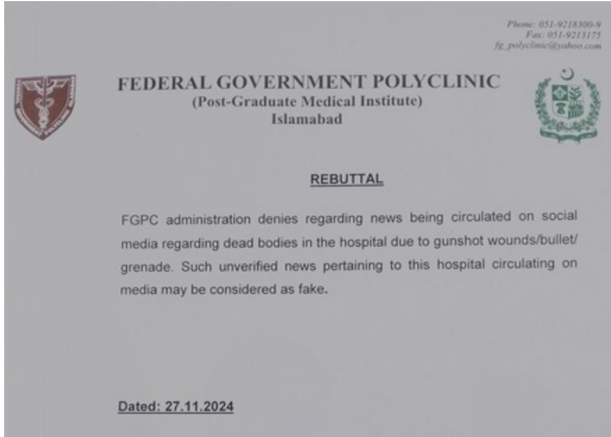 Phone: 051-9218300-9
Fax: 051-9213175
fg_polyclinic@yahoo.com
FEDERAL GOVERNMENT POLYCLINIC
(Post-Graduate Medical Institute)
Islamabad
REBUTTAL
FGPC administration denies regarding news being circulated on social
media regarding dead bodies in the hospital due to gunshot wounds/bullet/
grenade. Such unverified news pertaining to this hospital circulating on
media may be considered as fake.
Dated: 27.11.2024